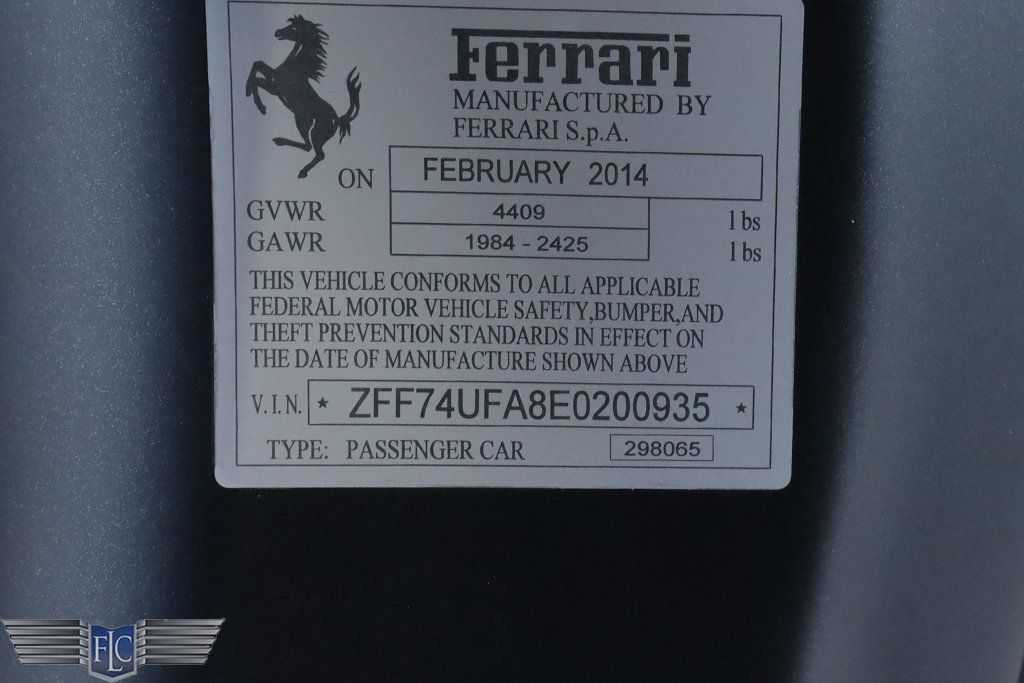 Ferrari
MANUFACTURED BY
FERRARI S.p.A.
ON FEBRUARY 2014
GVWR 4409 lbs
GAWR 1984 - 2425 lbs
THIS VEHICLE CONFORMS TO ALL APPLICABLE
FEDERAL MOTOR VEHICLE SAFETY,BUMPER,AND
THEFT PREVENTION STANDARDS IN EFFECT ON
THE DATE OF MANUFACTURE SHOWN ABOVE
V.I.N. * ZFF74UFA8E0200935 *
TYPE: PASSENGER CAR 298065
FLC